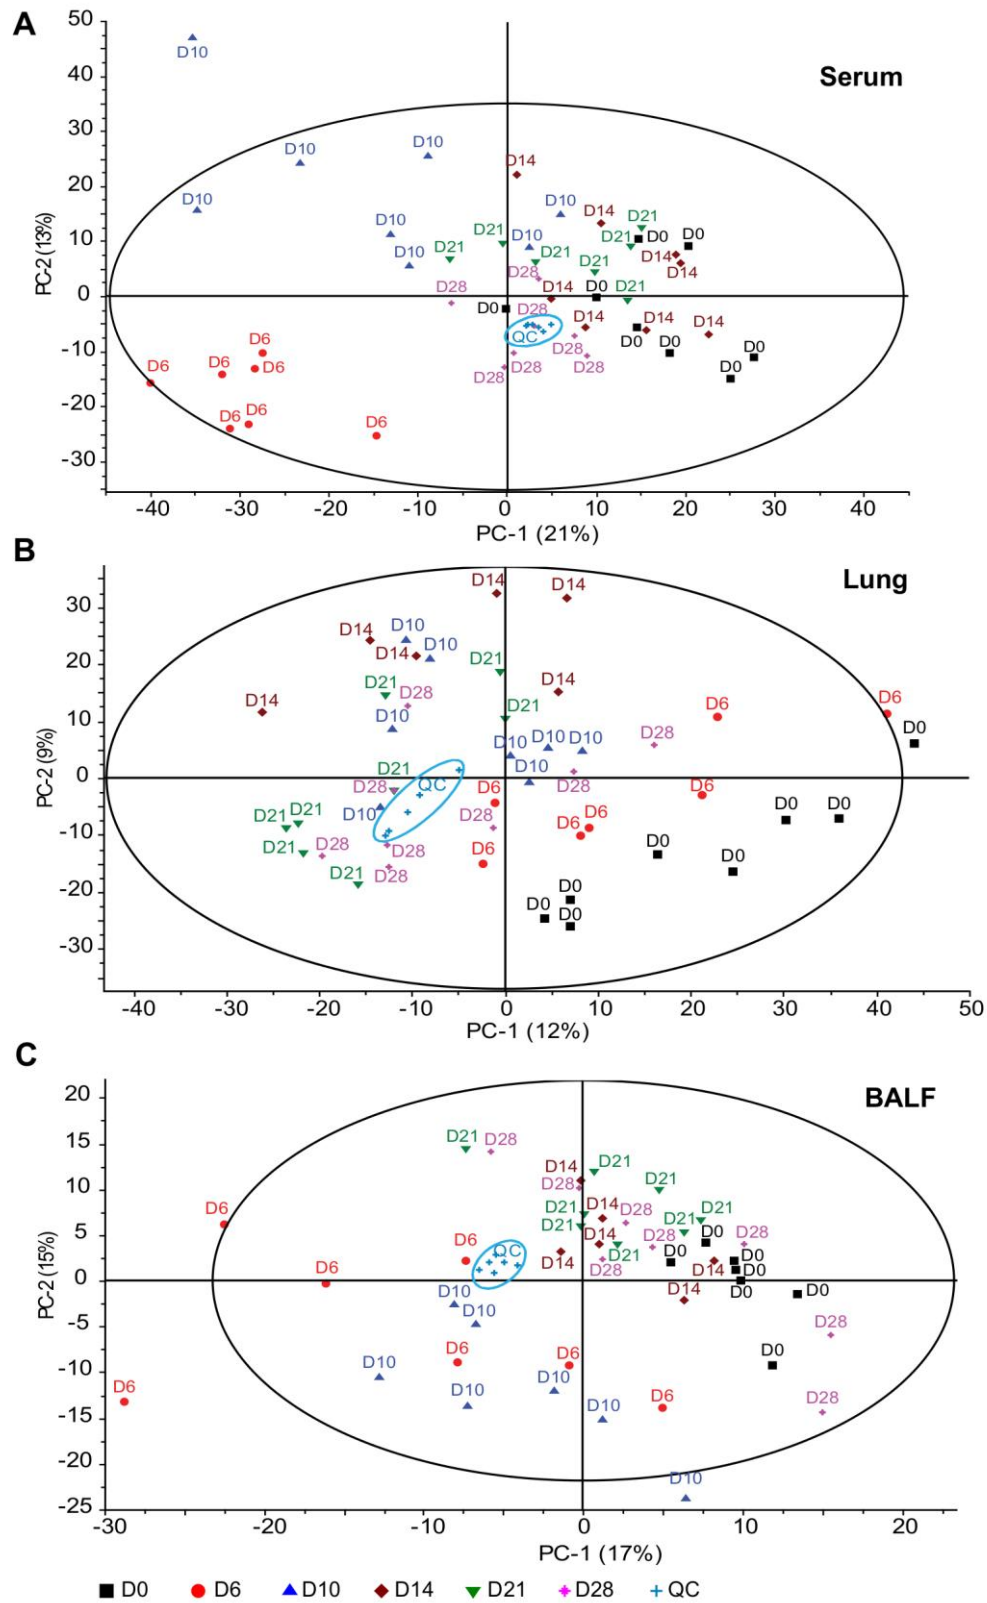 A
Serum
50
40
30
20
10
0
-10
-20
-30
PC-2 (13%)
D10
D10
D10
D14
D10
D14
D10
D21
D10
D10
D0
D0
D10
D21
D21
D21
D14
D21
D14
D28
D21
D28
D0
D21
D14
D0
D28
D14
D14
QC
D0
D28
D0
D28
D28
D0
D6
D6
D6
D6
D6
D6
D6
-40
-30
-20
-10
0
10
20
30
40
PC-1 (21%)
B
Lung
30
20
10
0
-10
-20
-30
PC-2 (9%)
D14
D14
D14
D10
D10
D14
D21
D14
D21
D28
D14
D21
D6
D6
D10
D0
D10
D10
D10
D28
D21
D10
D28
QC
D28
D6
D6
D0
D0
D21
D21
D10
D28
D6
D6
D21
D28
D28
D6
D0
D0
D21
D28
D0
D0
D0
-40
-30
-20
-10
0
10
20
30
40
50
PC-1 (12%)
C
BALF
20
15
10
5
0
-5
-10
-15
-20
-25
PC-2 (15%)
D21
D28
D14
D21
D28
D21
D6
D21
D14
D28
D21
D21
D21
D0
D28
D14
D28
D6
QC
D14
D21
D0
D0
D28
D14
D0
D6
D0
D0
D10
D10
D28
D6
D6
D0
D10
D10
D10
D6
D6
D28
D10
D10
-30
-20
-10
0
10
20
PC-1 (17%)
D0 D6 D10 D14 D21 D28 QC